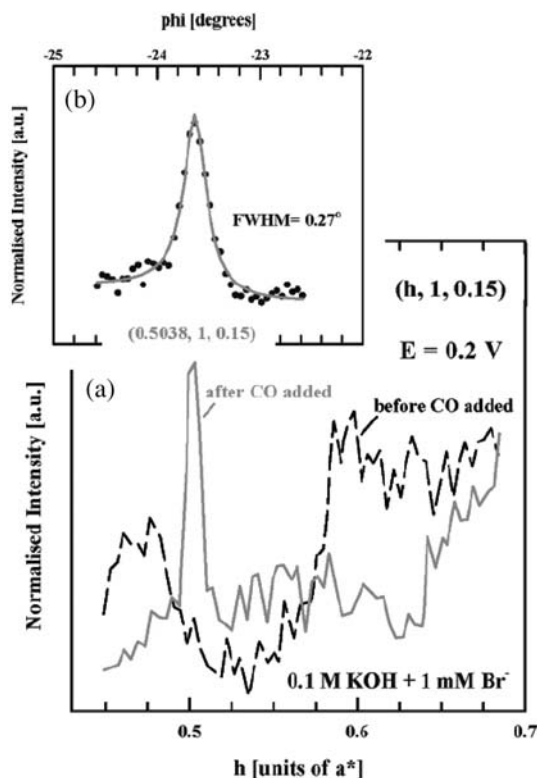 phi [degrees]
-25 -24 -23 -22
(b)
Normalised Intensity [a.u.]
FWHM= 0.27°
(0.5038, 1, 0.15)
(h, 1, 0.15)
E = 0.2 V
(a)
after CO added
before CO added
Normalised Intensity [a.u.]
0.1 M KOH + 1 mM Br-
0.5 0.6 0.7
h [units of a*]